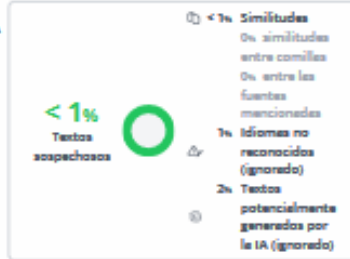 < 1%
Textos
sospechosos
< 1% Similitudes
0% similitudes
entre comillas
0% entre las
fuentes
mencionadas
1% Idiomas no
reconocidos
(ignorado)
2% Textos
potencialmente
generados por
la IA (ignorado)